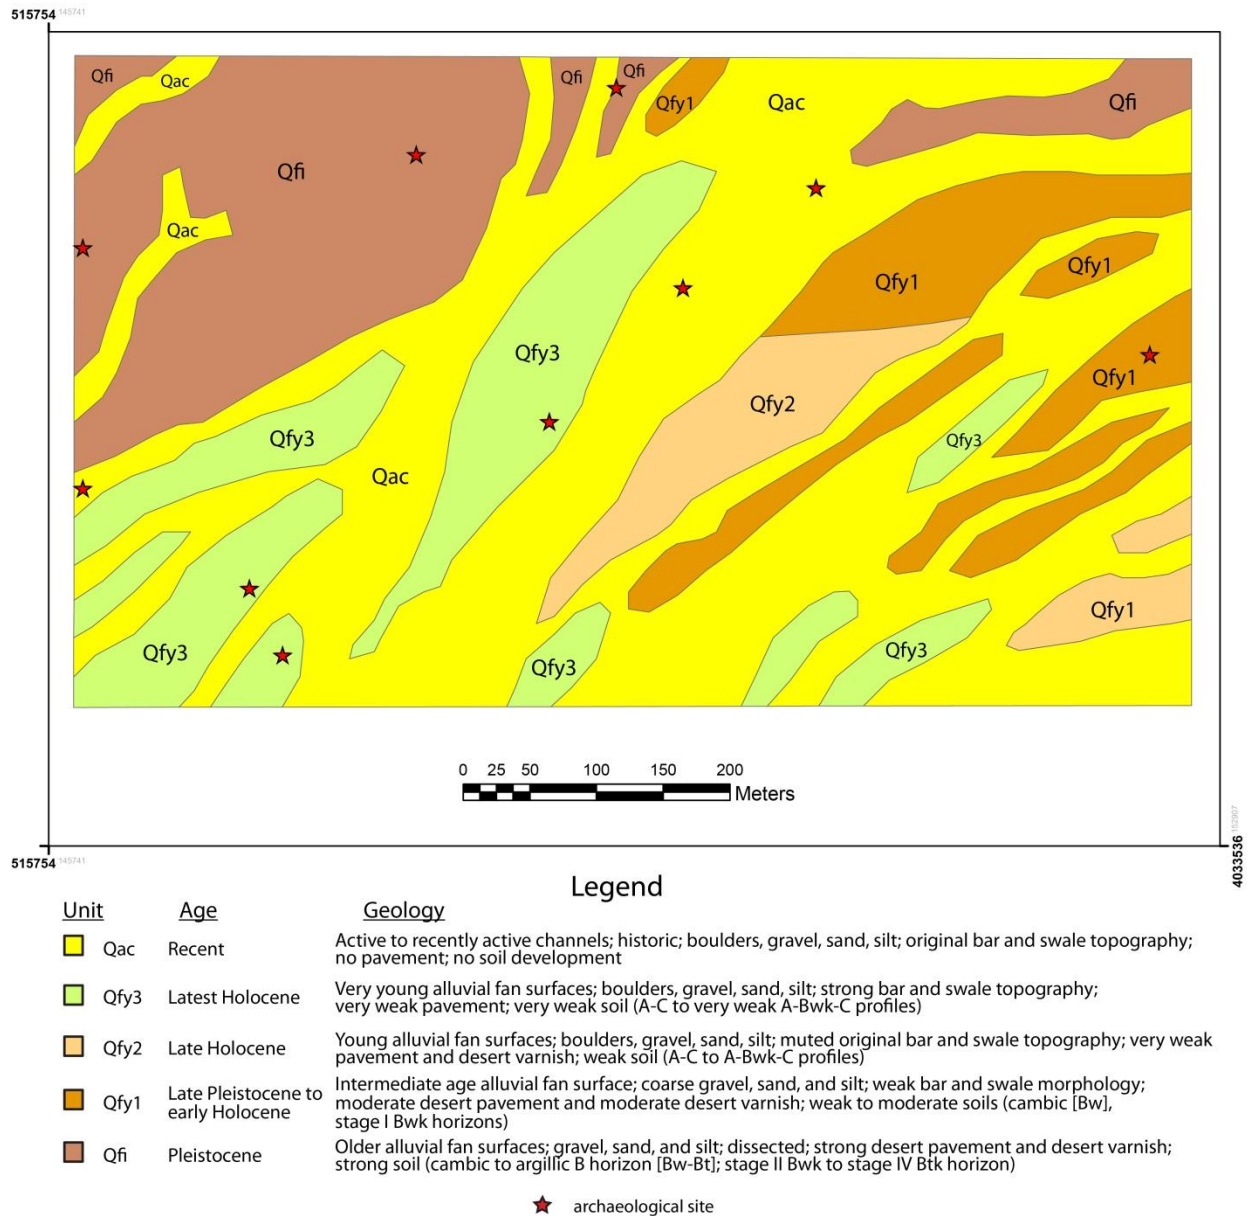 515754 145741
Qfi
Qac
Qfi
Qfi
Qfy1
Qac
Qfi
Qfi
Qac
Qfy1
Qfy1
Qfy3
Qfy1
Qfy2
Qfy3
Qfy3
Qac
Qfy1
Qfy3
Qfy3
Qfy3
0 25 50 100 150 200
Meters
515754 145741
4033536 152907
Legend
Unit Age Geology
Qac Recent Active to recently active channels; historic; boulders, gravel, sand, silt; original bar and swale topography;
no pavement; no soil development
Qfy3 Latest Holocene Very young alluvial fan surfaces; boulders, gravel, sand, silt; strong bar and swale topography;
very weak pavement; very weak soil (A-C to very weak A-Bwk-C profiles)
Qfy2 Late Holocene Young alluvial fan surfaces; boulders, gravel, sand, silt; muted original bar and swale topography; very weak
pavement and desert varnish; weak soil (A-C to A-Bwk-C profiles)
Qfy1 Late Pleistocene to
early Holocene
Intermediate age alluvial fan surface; coarse gravel, sand, and silt; weak bar and swale morphology;
moderate desert pavement and moderate desert varnish; weak to moderate soils (cambic [Bw],
stage I Bwk horizons)
Qfi Pleistocene Older alluvial fan surfaces; gravel, sand, and silt; dissected; strong desert pavement and desert varnish;
strong soil (cambic to argillic B horizon [Bw-Bt]; stage II Bwk to stage IV Btk horizon)
archaeological site